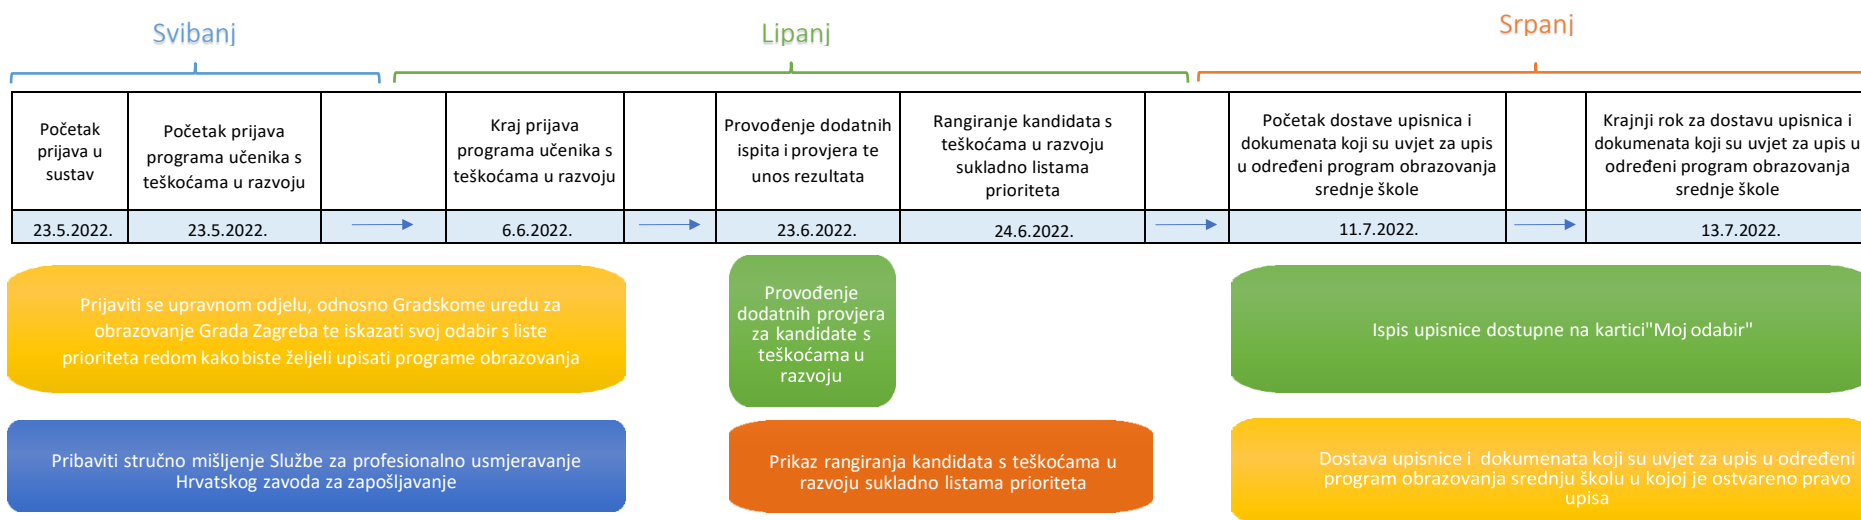 Svibanj
Lipanj
Srpanj
Početak
prijava u
sustav
Početak prijava
programa učenika s
teškoćama u razvoju
Kraj prijava
programa učenika s
teškoćama u razvoju
Provođenje dodatnih
ispita i provjera te
unos rezultata
Rangiranje kandidata s
teškoćama u razvoju
sukladno listama
prioriteta
Početak dostave upisnica i
dokumenata koji su uvjet za upis
u određeni program obrazovanja
srednje škole
Krajnji rok za dostavu upisnica i
dokumenata koji su uvjet za upis u
određeni program obrazovanja
srednje škole
23.5.2022.
23.5.2022.
6.6.2022.
23.6.2022.
24.6.2022.
11.7.2022.
13.7.2022.
Prijaviti se upravnom odjelu, odnosno Gradskome uredu za
obrazovanje Grada Zagreba te iskazati svoj odabir s liste
prioriteta redom kako biste željeli upisati programe obrazovanja
Provođenje
dodatnih provjera
za kandidate s
teškoćama u
razvoju
Ispis upisnice dostupne na kartici"Moj odabir"
Pribaviti stručno mišljenje Službe za profesionalno usmjeravanje
Hrvatskog zavoda za zapošljavanje
Prikaz rangiranja kandidata s teškoćama u
razvoju sukladno listama prioriteta
Dostava upisnice i dokumenata koji su uvjet za upis u određeni
program obrazovanja srednju školu u kojoj je ostvareno pravo
upisa